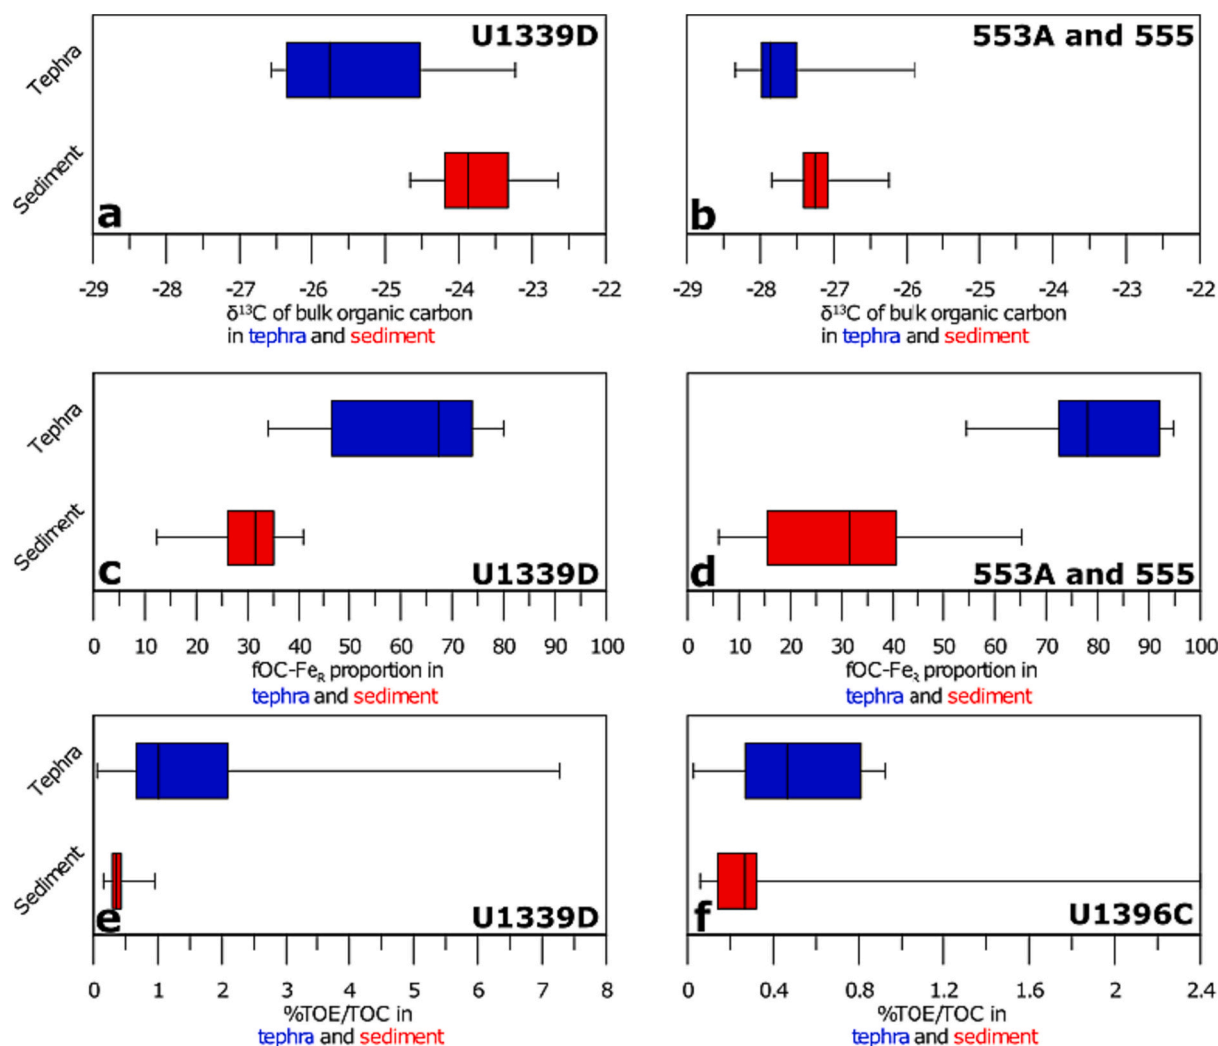 U1339D
553A and 555
Tephra
Sediment
a
b
-29 -28 -27 -26 -25 -24 -23 -22
-29 -28 -27 -26 -25 -24 -23 -22
δ¹³C of bulk organic carbon
in tephra and sediment
δ¹³C of bulk organic carbon
in tephra and sediment
Tephra
Sediment
c
U1339D
d
553A and 555
0 10 20 30 40 50 60 70 80 90 100
0 10 20 30 40 50 60 70 80 90 100
fOC-Feᵣ proportion in
tephra and sediment
fOC-Feᵣ proportion in
tephra and sediment
Tephra
Sediment
e
U1339D
f
U1396C
0 1 2 3 4 5 6 7 8
0 0.4 0.8 1.2 1.6 2 2.4
%TOE/TOC in
tephra and sediment
%TOE/TOC in
tephra and sediment